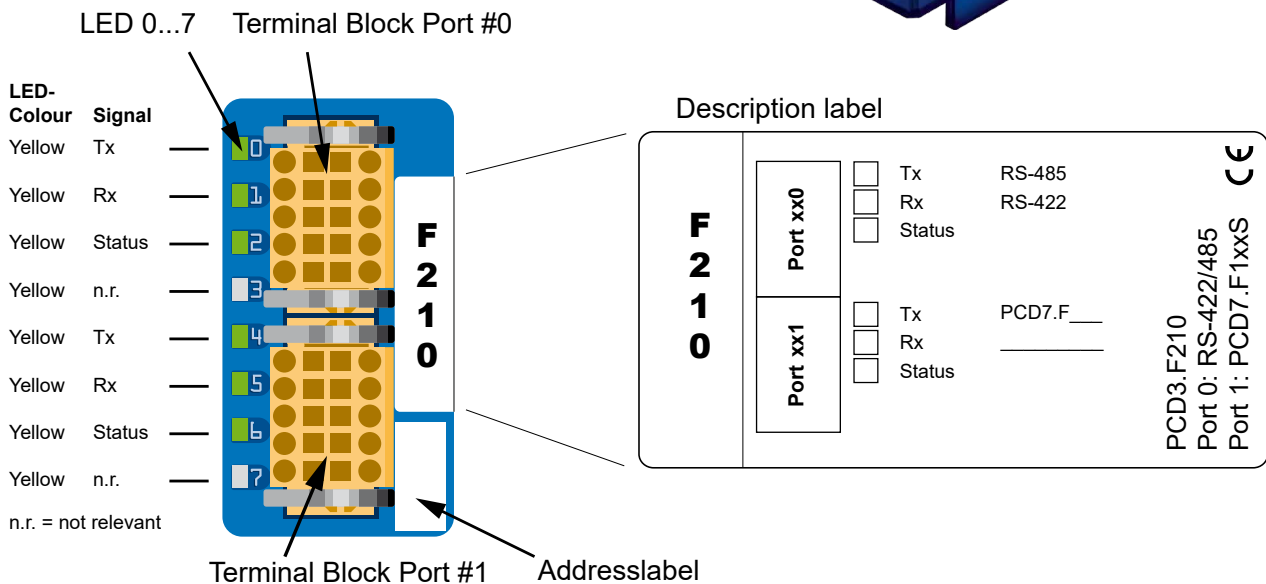 LED 0...7
Terminal Block Port #0
LED-
Colour Signal
Yellow Tx
Yellow Rx
Yellow Status
Yellow n.r.
Yellow Tx
Yellow Rx
Yellow Status
Yellow n.r.
n.r. = not relevant
0
1
2
3
4
5
6
7
F
2
1
0
Terminal Block Port #1
Addresslabel
Description label
F
2
1
0
Port xx0
Tx RS-485
Rx RS-422
Status
Port xx1
Tx PCD7.F___
Rx _________
Status
CE
PCD3.F210
Port 0: RS-422/485
Port 1: PCD7.F1xxS